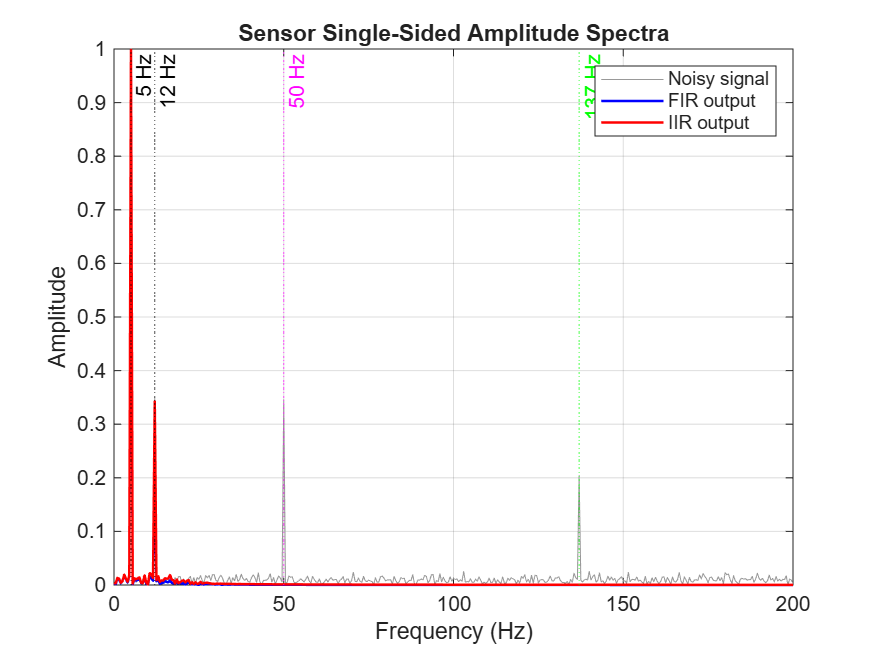 Sensor Single-Sided Amplitude Spectra
1
0.9
0.8
0.7
0.6
0.5
0.4
0.3
0.2
0.1
0
Amplitude
5 Hz
12 Hz
50 Hz
137 Hz
Noisy signal
FIR output
IIR output
0
50
100
150
200
Frequency (Hz)